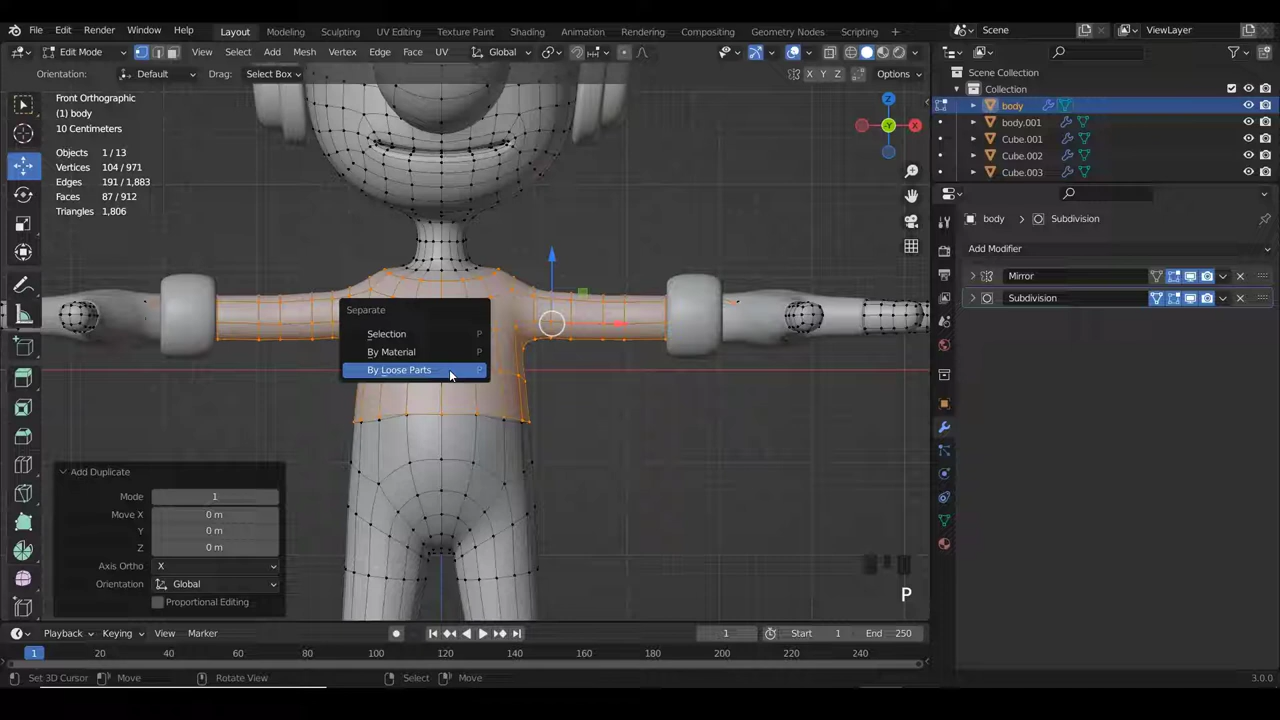 File Edit Render Window Help Layout Modeling Sculpting UV Editing Texture Paint Shading Animation Rendering Compositing Geometry Nodes Scripting + Scene ViewLayer
Edit Mode View Select Add Mesh Vertex Edge Face UV Global
Orientation: Default Drag: Select Box X Y Z Options
Scene Collection
Collection
body
body.001
Cube.001
Cube.002
Cube.003
Front Orthographic
(1) body
10 Centimeters
Objects 1 / 13
Vertices 104 / 971
Edges 191 / 1,883
Faces 87 / 912
Triangles 1,806
X
Z
-Y
body Subdivision
Add Modifier
Mirror
Subdivision
Separate
Selection P
By Material P
By Loose Parts P
Add Duplicate
Mode 1
Move X 0 m
Y 0 m
Z 0 m
Axis Ortho X
Orientation Global
Proportional Editing
P
Playback Keying View Marker 1 Start 1 End 250
1 20 40 60 80 100 120 140 160 180 200 220 240
Set 3D Cursor Move Rotate View Select Move 3.0.0